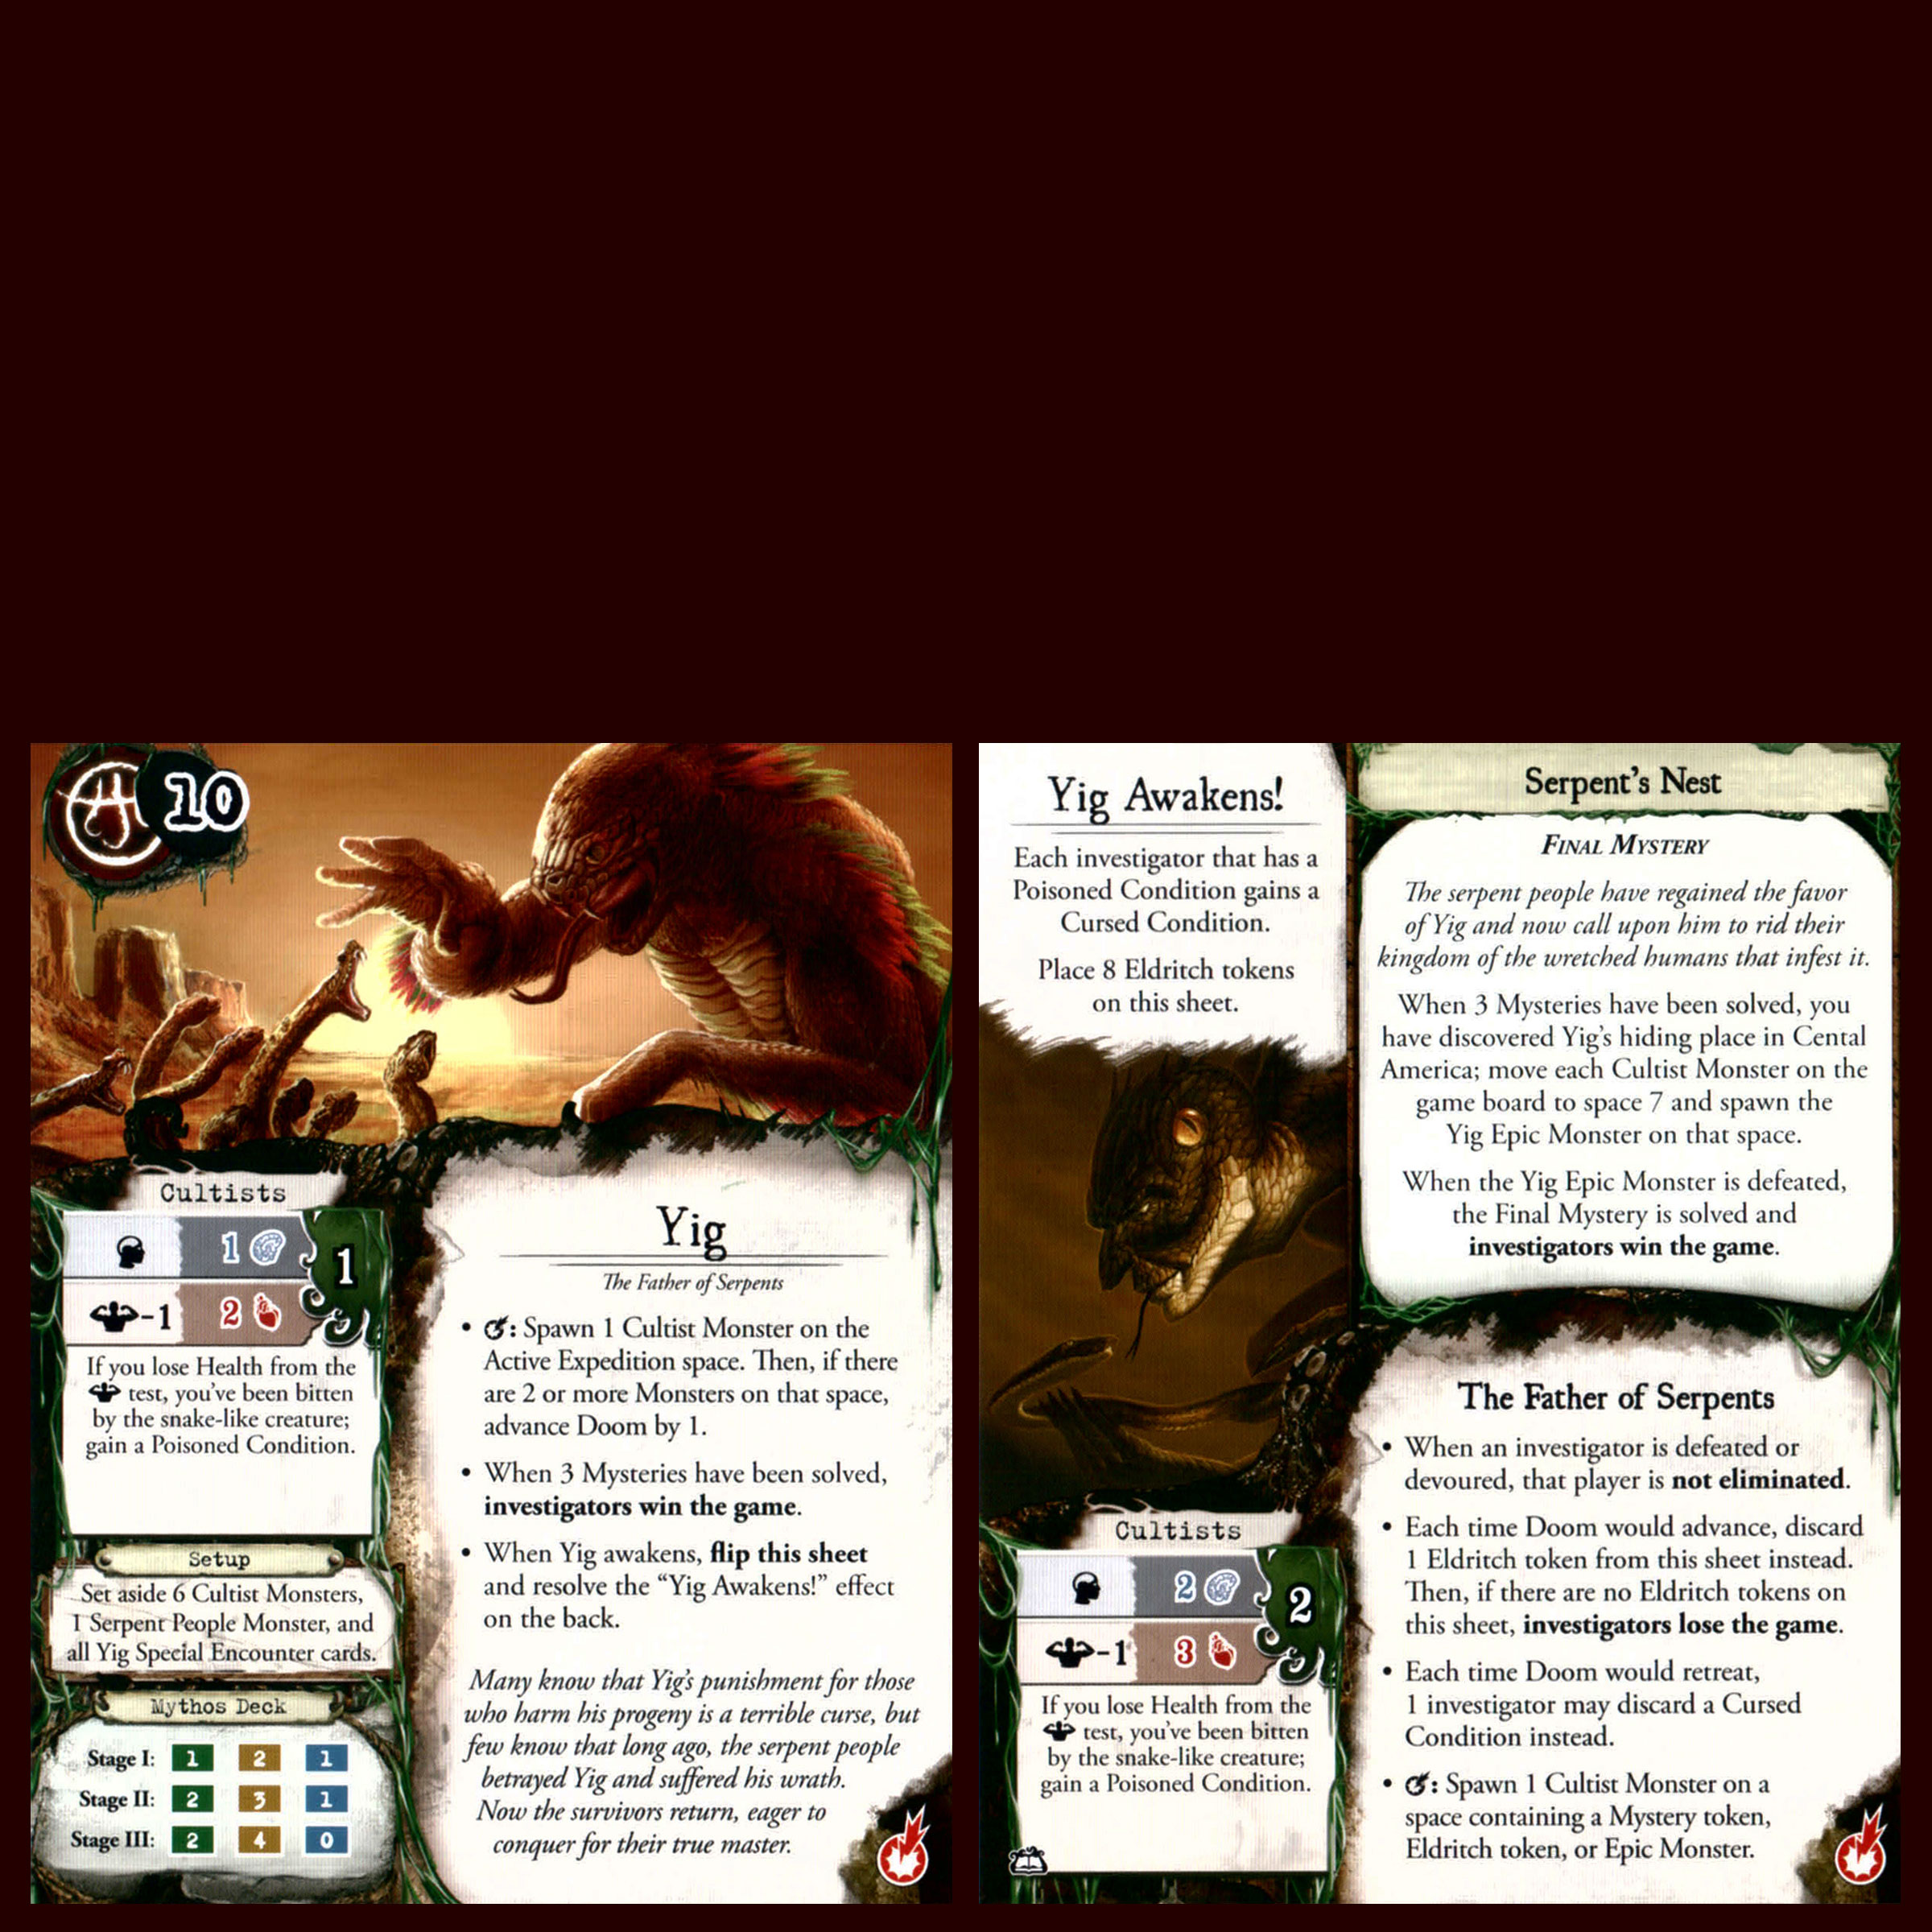 10
Cultists
1
1
-1 2
If you lose Health from the
test, you've been bitten
by the snake-like creature;
gain a Poisoned Condition.
Setup
Set aside 6 Cultist Monsters,
1 Serpent People Monster, and
all Yig Special Encounter cards.
Mythos Deck
Stage I: 1 2 1
Stage II: 2 3 1
Stage III: 2 4 0
Yig
The Father of Serpents
• : Spawn 1 Cultist Monster on the
Active Expedition space. Then, if there
are 2 or more Monsters on that space,
advance Doom by 1.
• When 3 Mysteries have been solved,
investigators win the game.
• When Yig awakens, flip this sheet
and resolve the “Yig Awakens!” effect
on the back.
Many know that Yig's punishment for those
who harm his progeny is a terrible curse, but
few know that long ago, the serpent people
betrayed Yig and suffered his wrath.
Now the survivors return, eager to
conquer for their true master.
Yig Awakens!
Each investigator that has a
Poisoned Condition gains a
Cursed Condition.
Place 8 Eldritch tokens
on this sheet.
Cultists
2
2
-1 3
If you lose Health from the
test, you've been bitten
by the snake-like creature;
gain a Poisoned Condition.
Serpent's Nest
Final Mystery
The serpent people have regained the favor
of Yig and now call upon him to rid their
kingdom of the wretched humans that infest it.
When 3 Mysteries have been solved, you
have discovered Yig's hiding place in Cental
America; move each Cultist Monster on the
game board to space 7 and spawn the
Yig Epic Monster on that space.
When the Yig Epic Monster is defeated,
the Final Mystery is solved and
investigators win the game.
The Father of Serpents
• When an investigator is defeated or
devoured, that player is not eliminated.
• Each time Doom would advance, discard
1 Eldritch token from this sheet instead.
Then, if there are no Eldritch tokens on
this sheet, investigators lose the game.
• Each time Doom would retreat,
1 investigator may discard a Cursed
Condition instead.
• : Spawn 1 Cultist Monster on a
space containing a Mystery token,
Eldritch token, or Epic Monster.